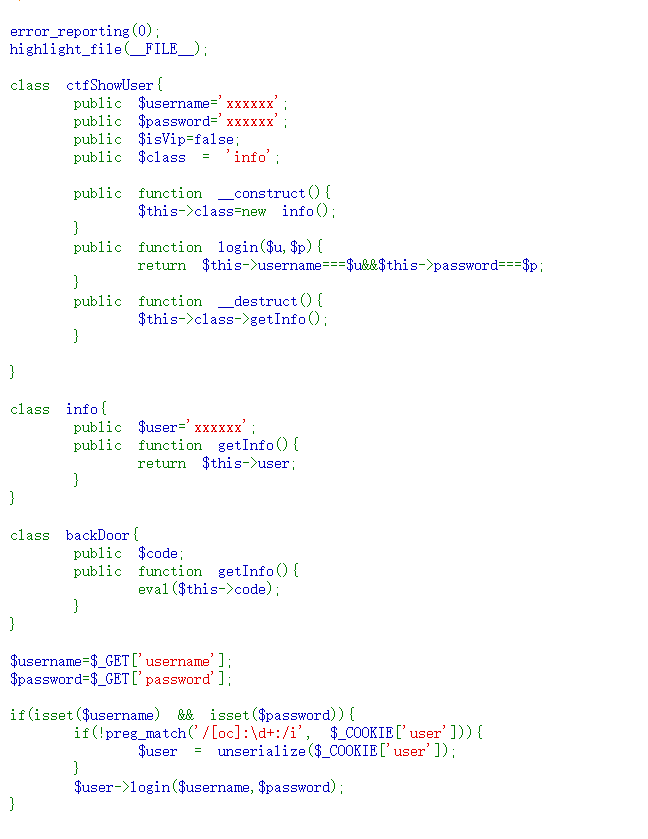 error_reporting(0);
highlight_file(__FILE__);
class ctfShowUser{
public $username='xxxxxx';
public $password='xxxxxx';
public $isVip=false;
public $class = 'info';
public function __construct(){
$this->class=new info();
}
public function login($u,$p){
return $this->username===$u&&$this->password===$p;
}
public function __destruct(){
$this->class->getInfo();
}
}
class info{
public $user='xxxxxx';
public function getInfo(){
return $this->user;
}
}
class backDoor{
public $code;
public function getInfo(){
eval($this->code);
}
}
$username=$_GET['username'];
$password=$_GET['password'];
if(isset($username) && isset($password)){
if(!preg_match('/[oc]:\d+:/i', $_COOKIE['user'])){
$user = unserialize($_COOKIE['user']);
}
$user->login($username,$password);
}